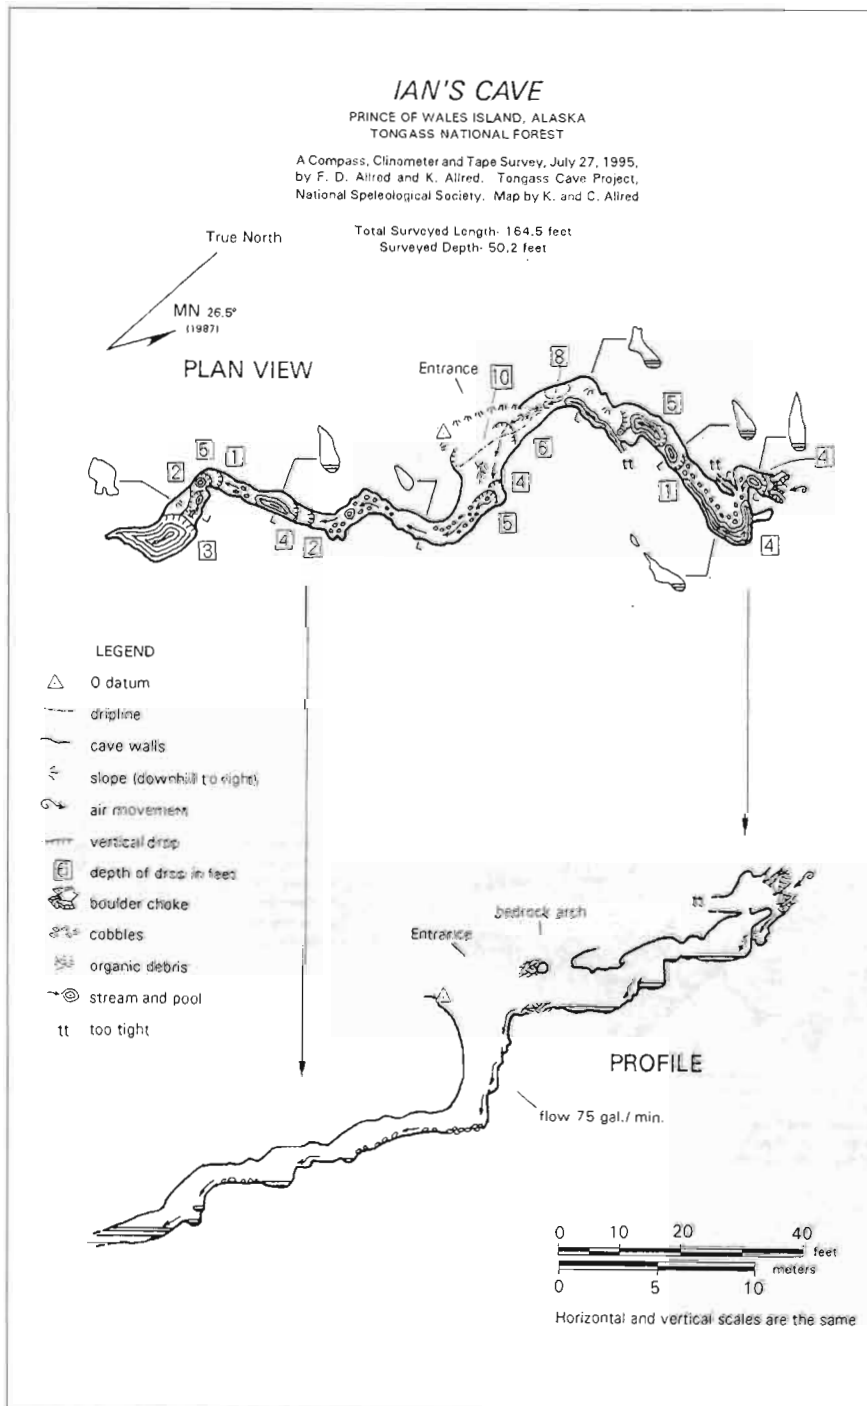 IAN'S CAVE
PRINCE OF WALES ISLAND, ALASKA
TONGASS NATIONAL FOREST
A Compass, Clinometer and Tape Survey, July 27, 1995,
by F. D. Allred and K. Allred. Tongass Cave Project,
National Speleological Society. Map by K. and C. Allred
Total Surveyed Length- 164.5 feet
Surveyed Depth- 50.2 feet
True North
MN 26.5°
(1987)
PLAN VIEW
Entrance
10
8
5
6
4
tt
tt
1
4
5
2
5
1
4
5
3
4
2
4
LEGEND
0 datum
dripline
cave walls
slope (downhill to right)
air movement
vertical drop
depth of drop in feet
boulder choke
cobbles
organic debris
stream and pool
tt too tight
tt
bedrock arch
Entrance
PROFILE
flow 75 gal./ min.
0 10 20 40
feet
meters
0 5 10
Horizontal and vertical scales are the same